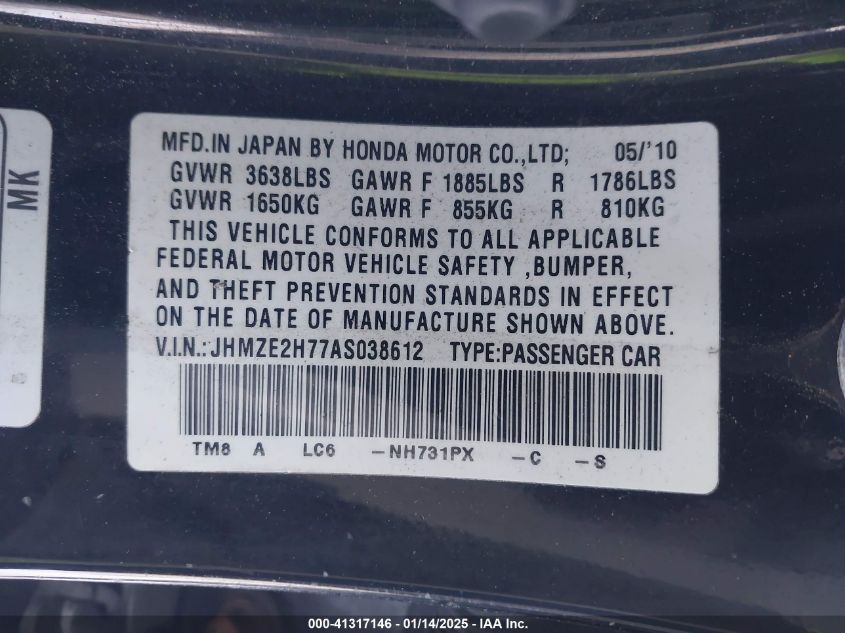 MFD.IN JAPAN BY HONDA MOTOR CO.,LTD; 05/'10
GVWR 3638LBS GAWR F 1885LBS R 1786LBS
GVWR 1650KG GAWR F 855KG R 810KG
THIS VEHICLE CONFORMS TO ALL APPLICABLE
FEDERAL MOTOR VEHICLE SAFETY ,BUMPER,
AND THEFT PREVENTION STANDARDS IN EFFECT
ON THE DATE OF MANUFACTURE SHOWN ABOVE.
V.I.N.:JHMZE2H77AS038612 TYPE:PASSENGER CAR
TM8 A LC6 -NH731PX -C -S
MK
000-41317146 - 01/14/2025 - IAA Inc.